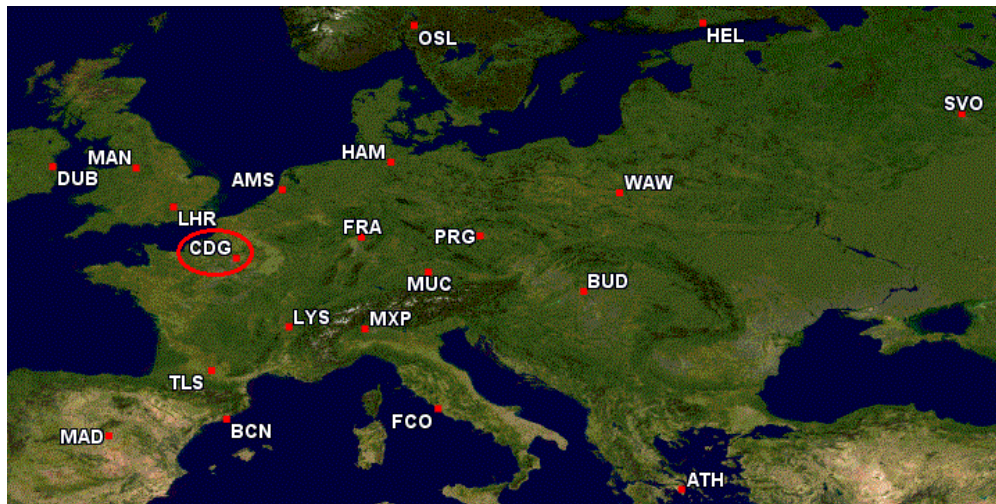 OSL
HEL
SVO
MAN
HAM
DUB
AMS
WAW
LHR
FRA
PRG
CDG
MUC
BUD
LYS
MXP
TLS
FCO
BCN
MAD
ATH